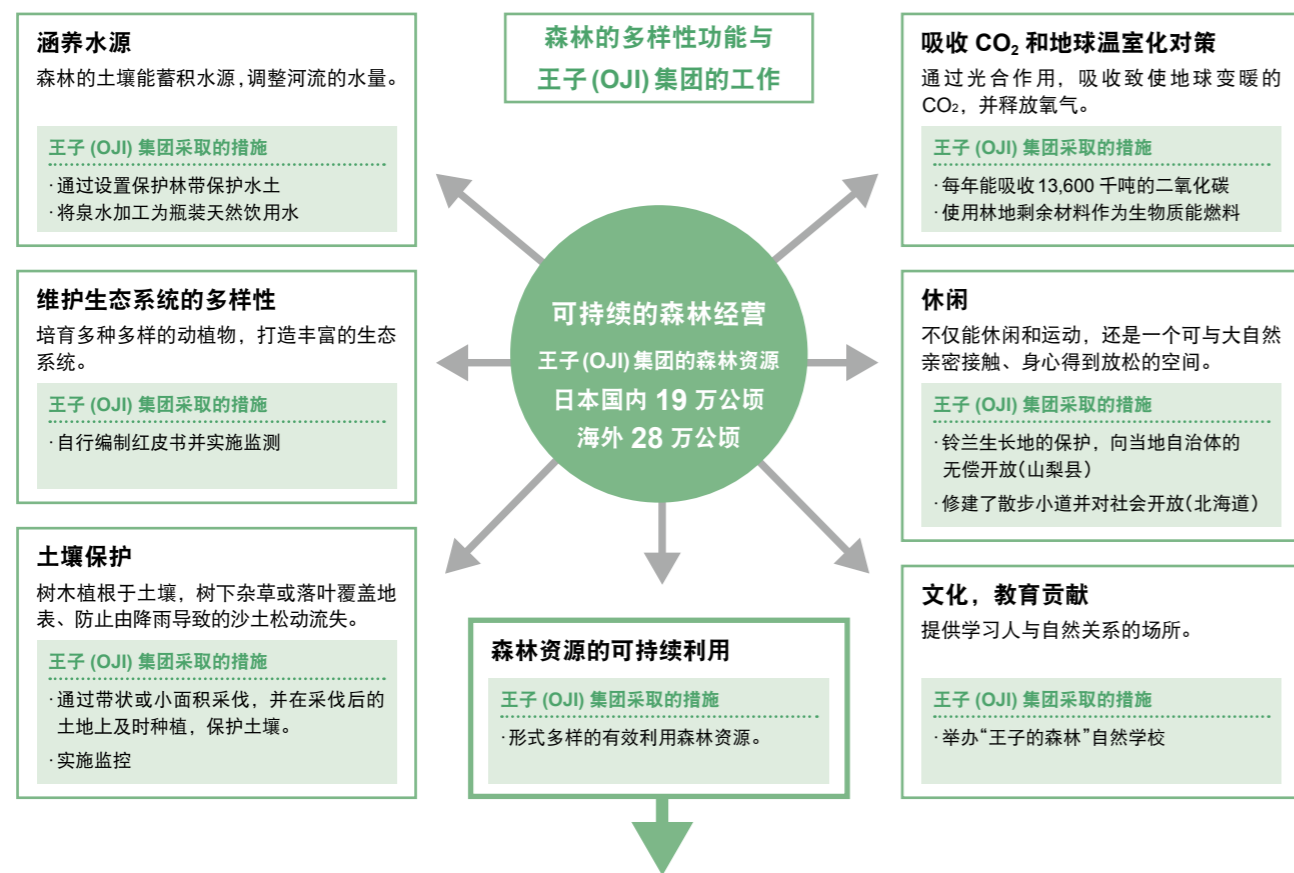 森林的多样性功能与
王子(OJI)集团的工作
涵养水源
森林的土壤能蓄积水源,调整河流的水量。
王子 (OJI) 集团采取的措施
·通过设置保护林带保护水土
·将泉水加工为瓶装天然饮用水
维护生态系统的多样性
培育多种多样的动植物，打造丰富的生态
系统。
王子 (OJI) 集团采取的措施
·自行编制红皮书并实施监测
土壤保护
树木植根于土壤，树下杂草或落叶覆盖地
表、防止由降雨导致的沙土松动流失。
王子 (OJI) 集团采取的措施
·通过带状或小面积采伐，并在采伐后的
土地上及时种植，保护土壤。
·实施监控
可持续的森林经营
王子(OJI)集团的森林资源
日本国内 19 万公顷
海外 28 万公顷
森林资源的可持续利用
王子 (OJI) 集团采取的措施
·形式多样的有效利用森林资源。
吸收 CO₂ 和地球温室化对策
通过光合作用，吸收致使地球变暖的
CO₂，并释放氧气。
王子 (OJI) 集团采取的措施
·每年能吸收13,600 千吨的二氧化碳
·使用林地剩余材料作为生物质能燃料
休闲
不仅能休闲和运动，还是一个可与大自然
亲密接触、身心得到放松的空间。
王子 (OJI) 集团采取的措施
·铃兰生长地的保护，向当地自治体的
无偿开放(山梨县)
·修建了散步小道并对社会开放(北海道)
文化，教育贡献
提供学习人与自然关系的场所。
王子 (OJI) 集团采取的措施
·举办“王子的森林”自然学校